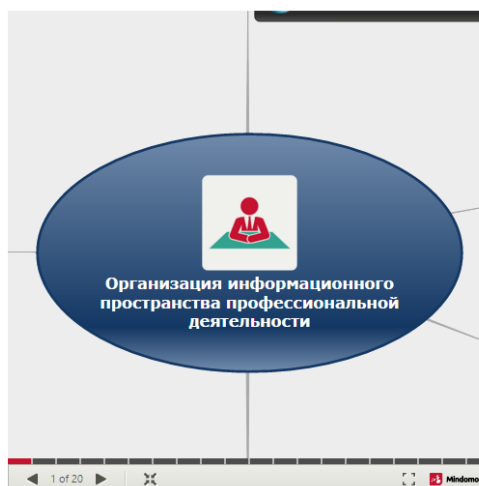 Организация информационного
пространства профессиональной
деятельности
1 of 20
Mindomo